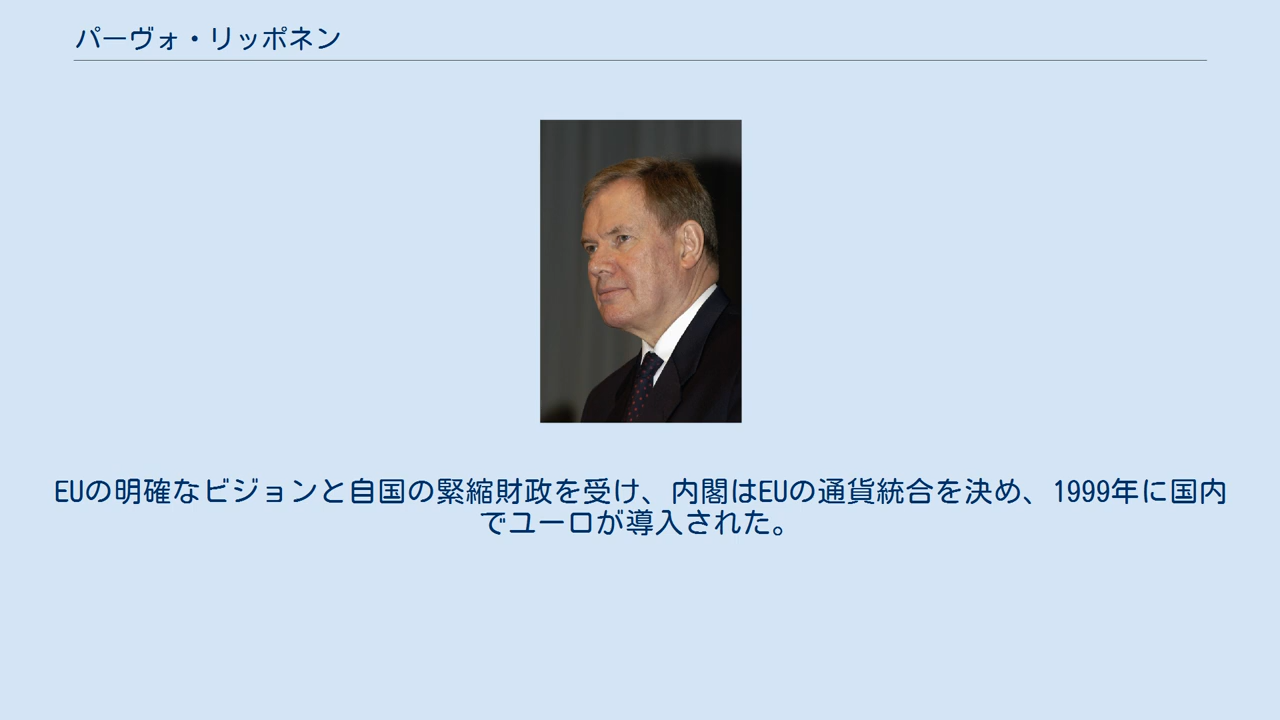 パーヴォ・リッポネン
EUの明確なビジョンと自国の緊縮財政を受け、内閣はEUの通貨統合を決め、1999年に国内
でユーロが導入された。